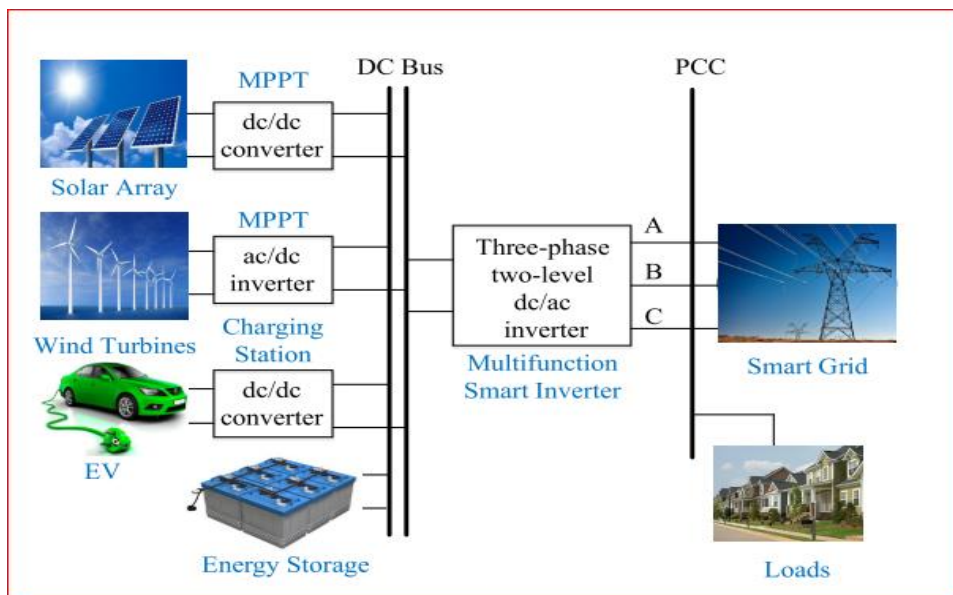 DC Bus
PCC
MPPT
dc/dc
converter
Solar Array
MPPT
ac/dc
inverter
Wind Turbines
Charging
Station
dc/dc
converter
EV
Energy Storage
Three-phase
two-level
dc/ac
inverter
Multifunction
Smart Inverter
A
B
C
Smart Grid
Loads